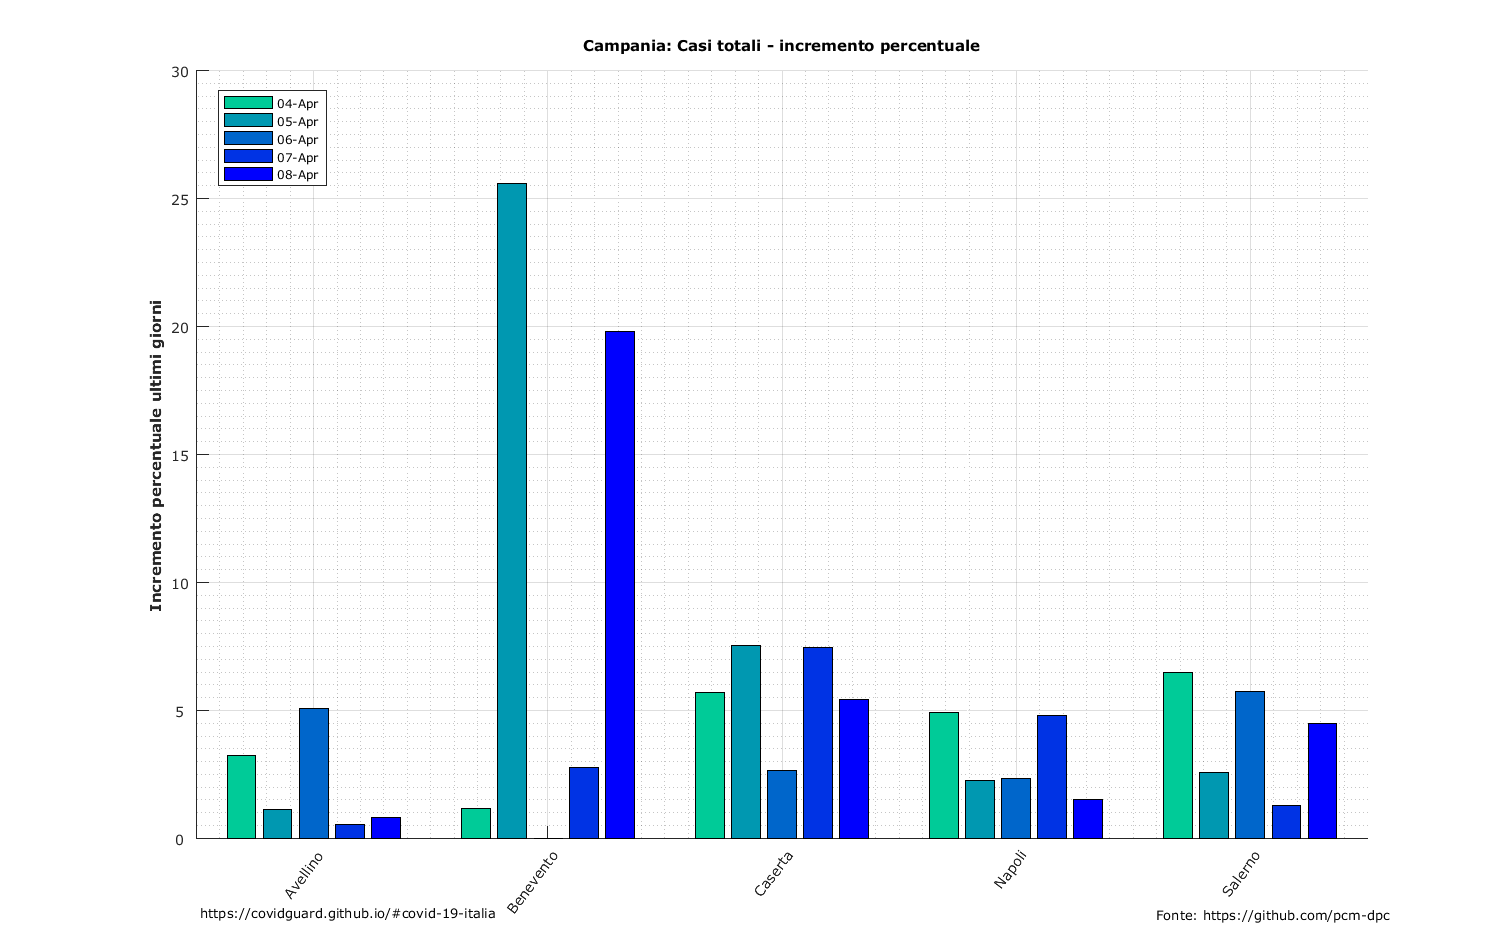 Campania: Casi totali - incremento percentuale
30
25
20
15
10
5
0
Incremento percentuale ultimi giorni
04-Apr
05-Apr
06-Apr
07-Apr
08-Apr
Avellino
Benevento
Caserta
Napoli
Salerno
https://covidguard.github.io/#covid-19-italia
Fonte: https://github.com/pcm-dpc